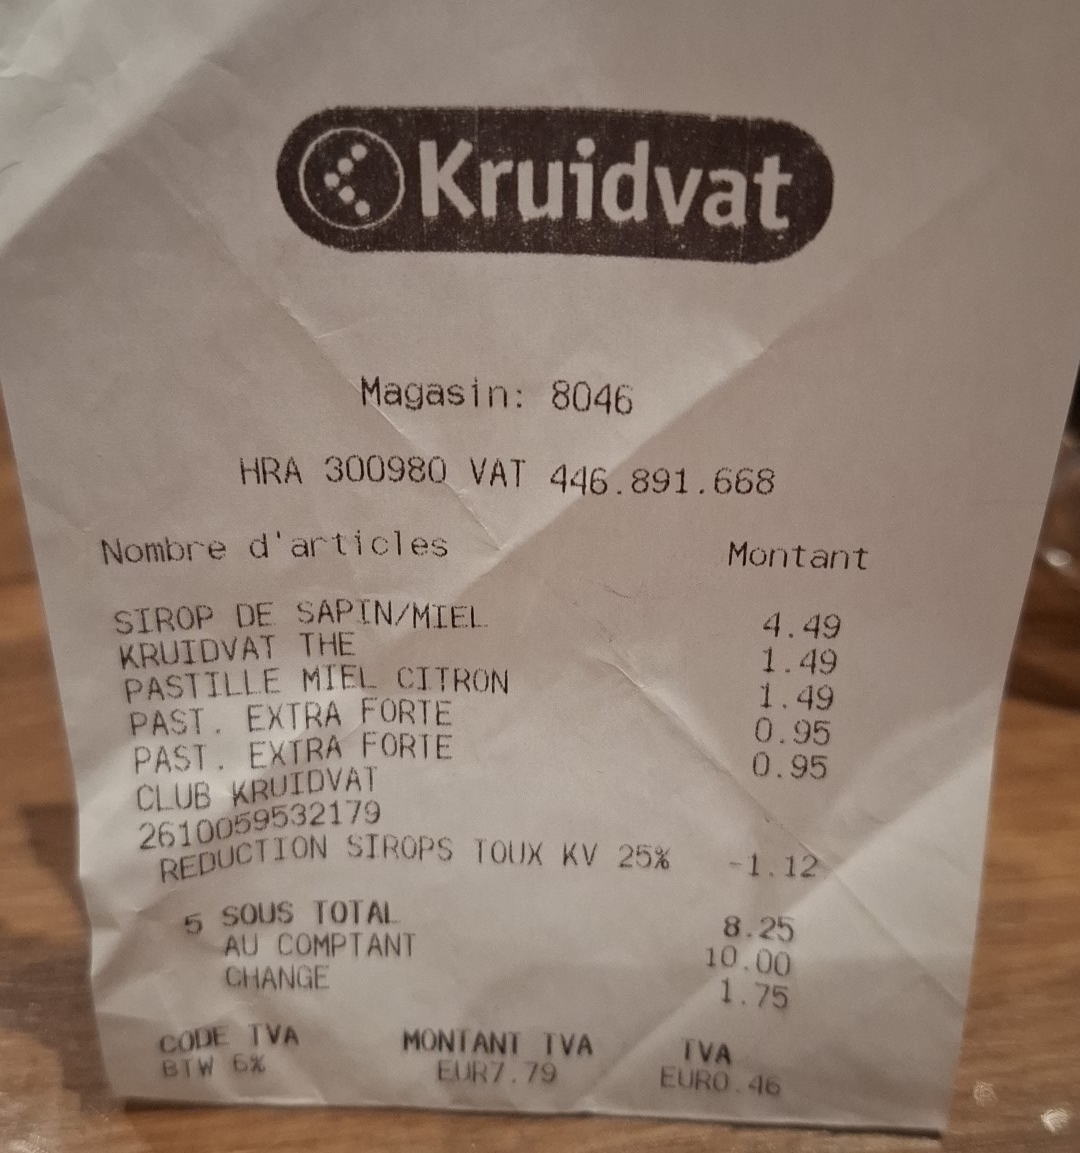 Kruidvat
Magasin: 8046
HRA 300980 VAT 446.891.668
Nombre d'articles Montant
SIROP DE SAPIN/MIEL 4.49
KRUIDVAT THE 1.49
PASTILLE MIEL CITRON 1.49
PAST. EXTRA FORTE 0.95
PAST. EXTRA FORTE 0.95
CLUB KRUIDVAT
2610059532179
REDUCTION SIROPS TOUX KV 25% -1.12
5 SOUS TOTAL 8.25
AU COMPTANT 10.00
CHANGE 1.75
CODE TVA MONTANT TVA TVA
BTW 6% EUR7.79 EUR0.46